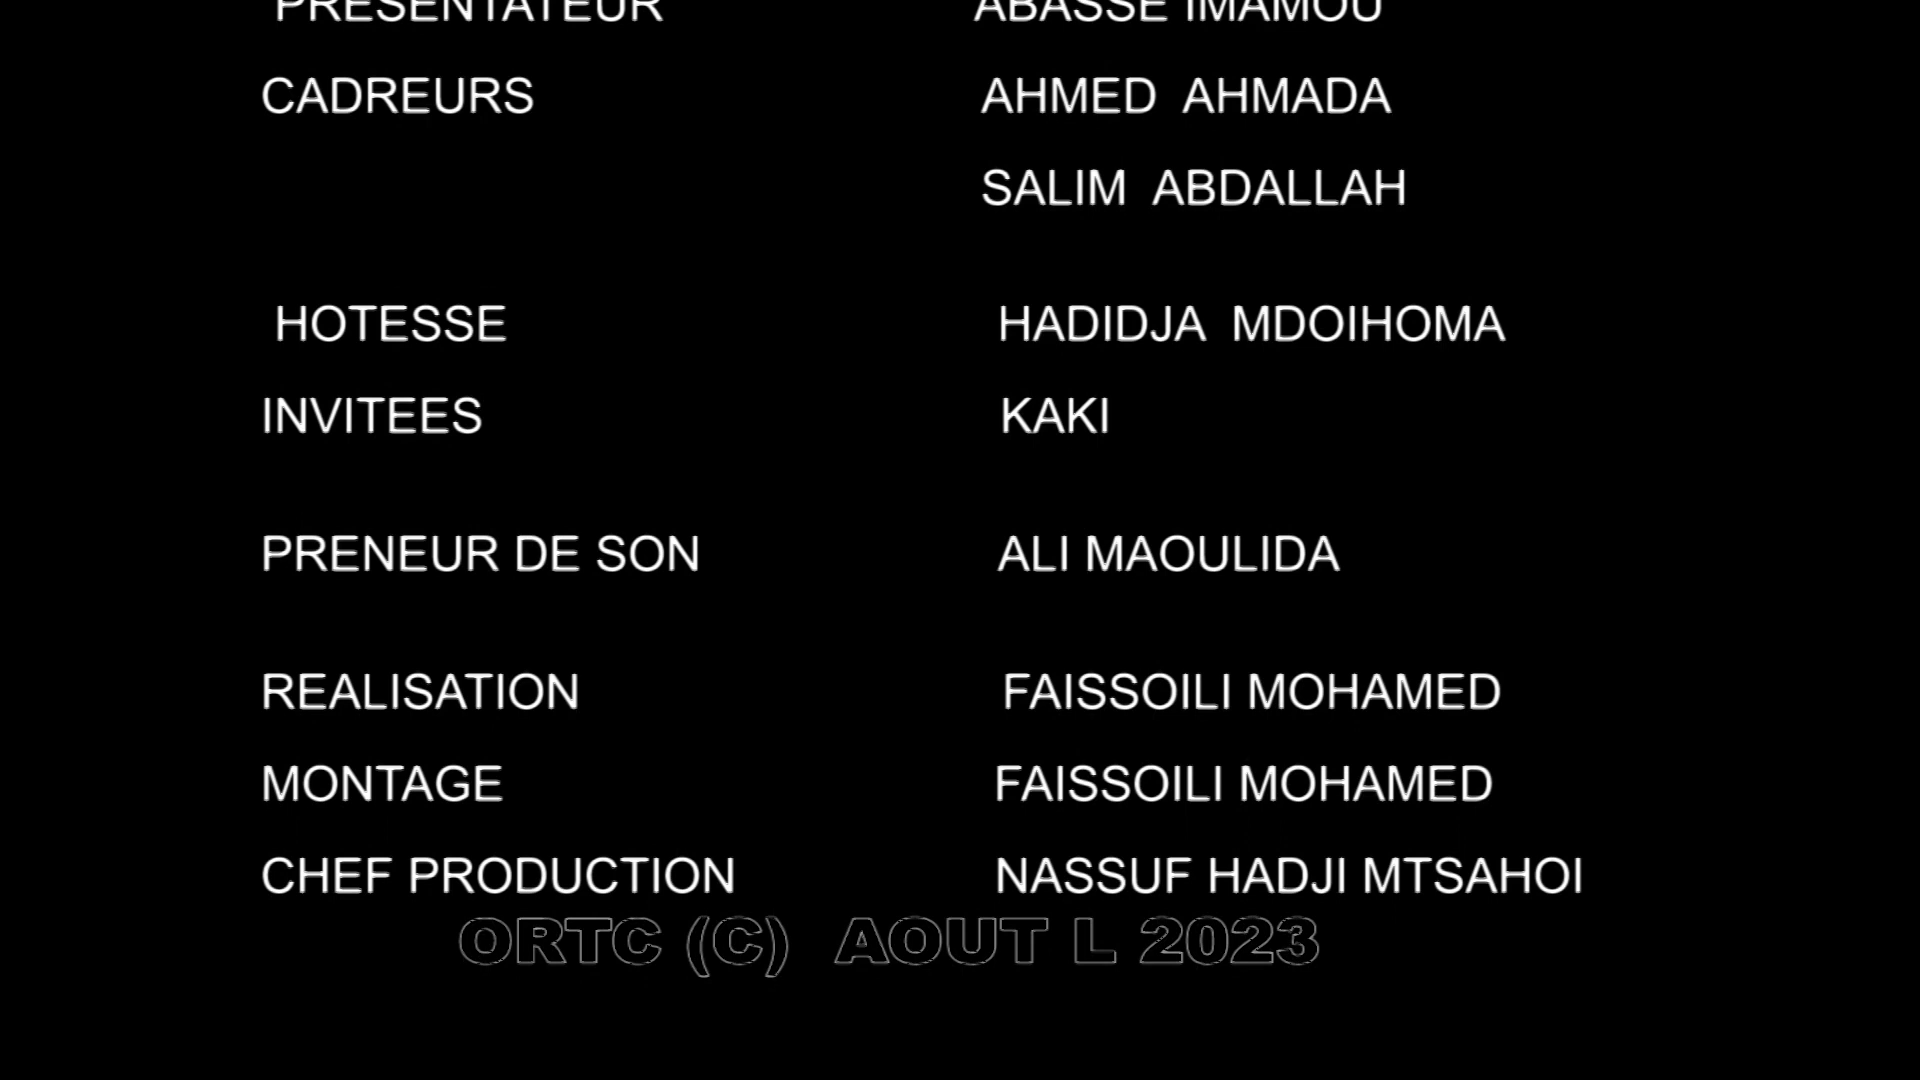 PRESENTATEUR ABASSE IMAMOU
CADREURS AHMED AHMADA
SALIM ABDALLAH
HOTESSE HADIDJA MDOIHOMA
INVITEES KAKI
PRENEUR DE SON ALI MAOULIDA
REALISATION FAISSOILI MOHAMED
MONTAGE FAISSOILI MOHAMED
CHEF PRODUCTION NASSUF HADJI MTSAHOI
ORTC (C) AOUT L 2023